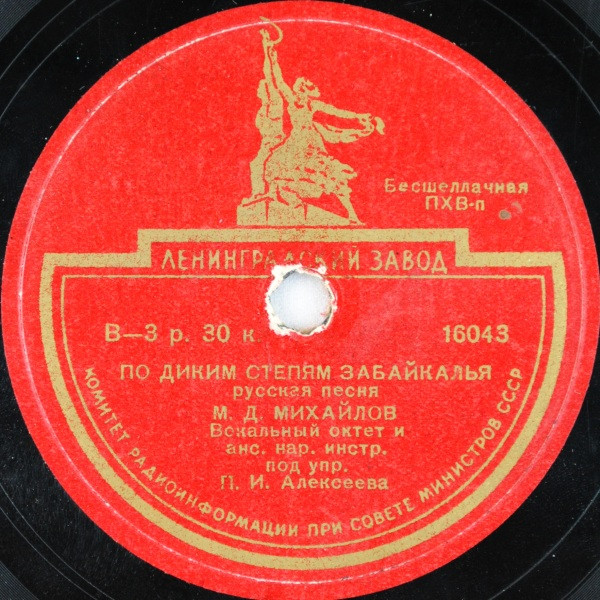 Бесшеллачная
ПХВ-п
ЛЕНИНГРАДСКИЙ ЗАВОД
В—3 р. 30 к.
16043
ПО ДИКИМ СТЕПЯМ ЗАБАЙКАЛЬЯ
русская песня
М. Д. МИХАЙЛОВ
Вокальный октет и
анс. нар. инстр.
под упр.
П. И. Алексеева
КОМИТЕТ РАДИОИНФОРМАЦИИ ПРИ СОВЕТЕ МИНИСТРОВ СССР